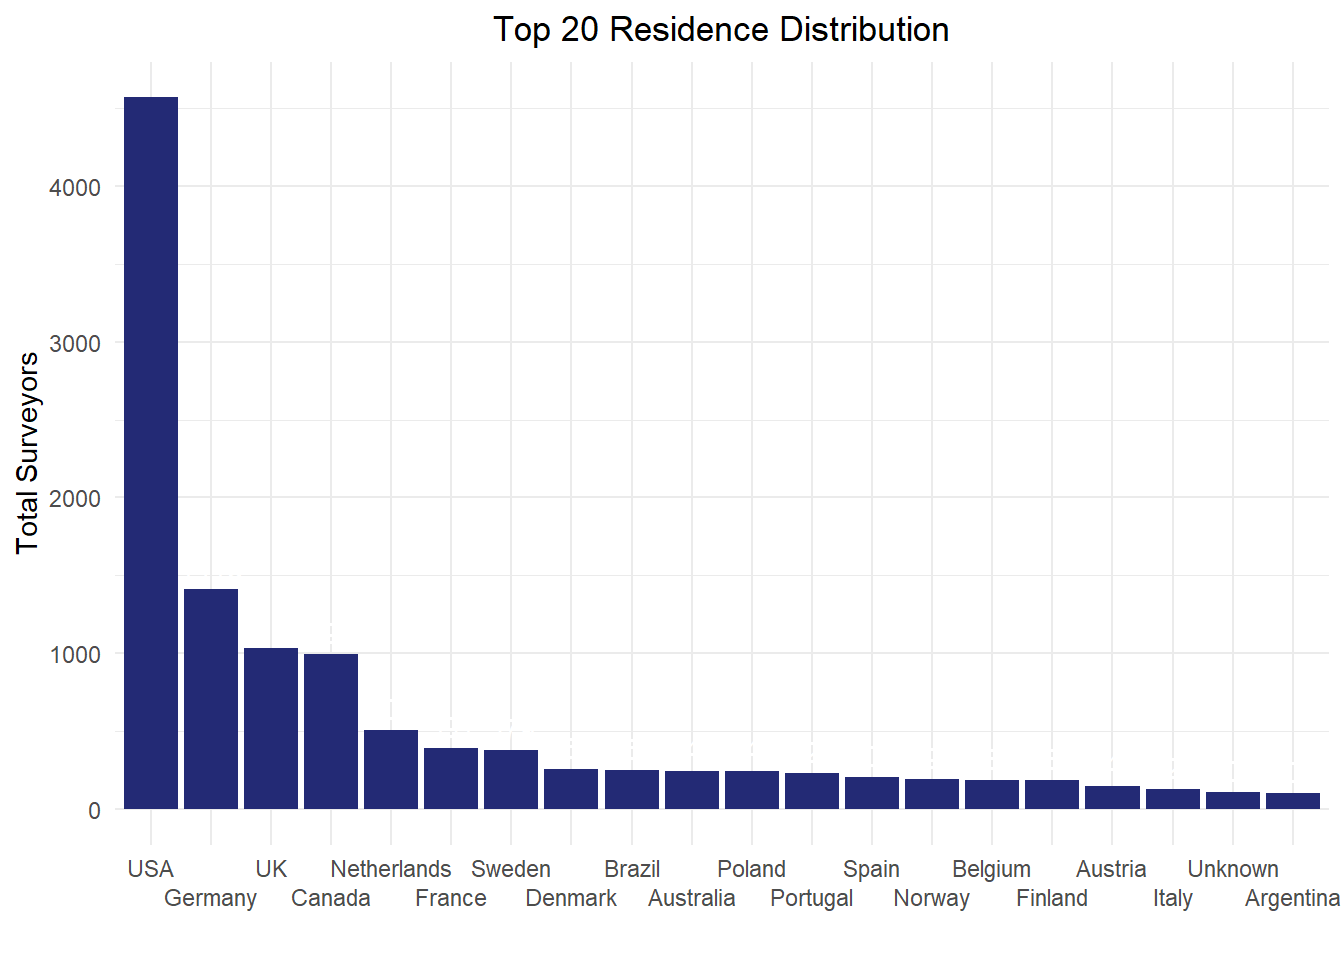 Top 20 Residence Distribution
Total Surveyors
4000
3000
2000
1000
0
USA UK Netherlands Sweden Brazil Poland Spain Belgium Austria Unknown
Germany Canada France Denmark Australia Portugal Norway Finland Italy Argentina